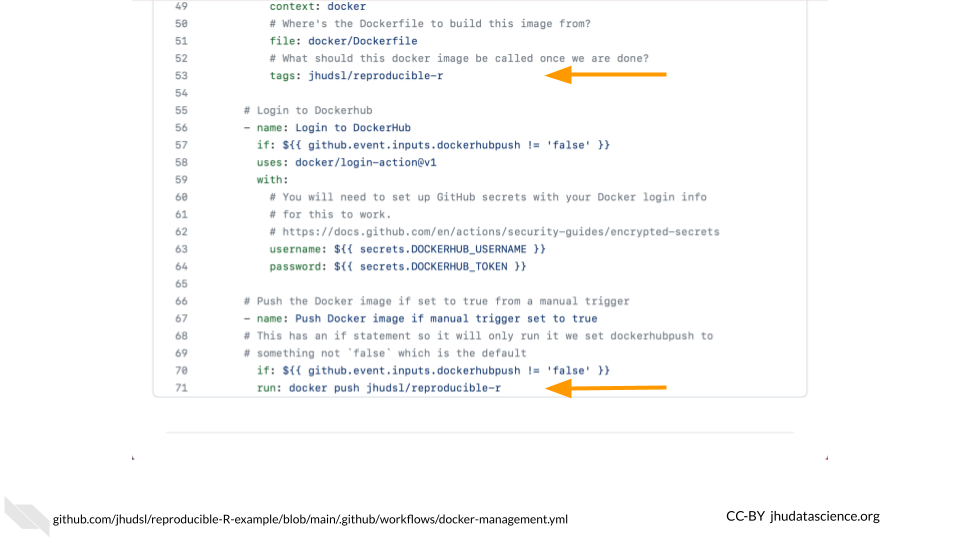 49 context: docker
50 # Where's the Dockerfile to build this image from?
51 file: docker/Dockerfile
52 # What should this docker image be called once we are done?
53 tags: jhudsl/reproducible-r
54
55 # Login to Dockerhub
56 - name: Login to DockerHub
57 if: ${{ github.event.inputs.dockerhubpush != 'false' }}
58 uses: docker/login-action@v1
59 with:
60 # You will need to set up GitHub secrets with your Docker login info
61 # for this to work.
62 # https://docs.github.com/en/actions/security-guides/encrypted-secrets
63 username: ${{ secrets.DOCKERHUB_USERNAME }}
64 password: ${{ secrets.DOCKERHUB_TOKEN }}
65
66 # Push the Docker image if set to true from a manual trigger
67 - name: Push Docker image if manual trigger set to true
68 # This has an if statement so it will only run it we set dockerhubpush to
69 # something not `false` which is the default
70 if: ${{ github.event.inputs.dockerhubpush != 'false' }}
71 run: docker push jhudsl/reproducible-r
github.com/jhudsl/reproducible-R-example/blob/main/.github/workflows/docker-management.yml
CC-BY jhudatascience.org